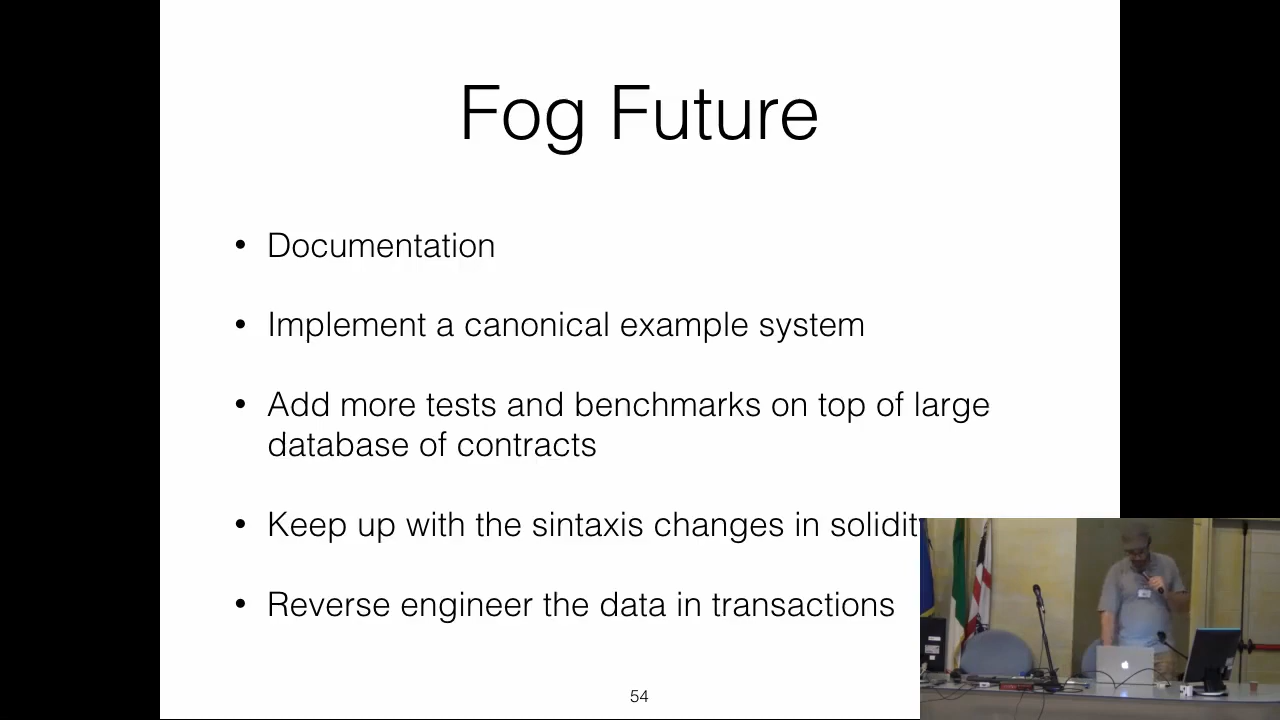 Fog Future
• Documentation
• Implement a canonical example system
• Add more tests and benchmarks on top of large
database of contracts
• Keep up with the sintaxis changes in solidit
• Reverse engineer the data in transactions
54